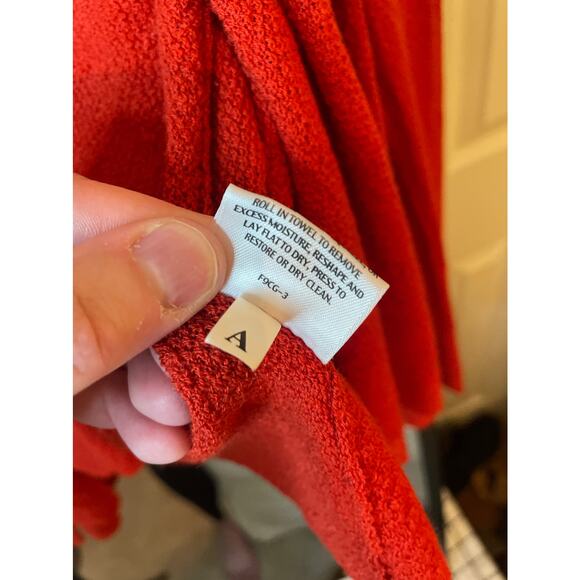 ROLL IN TOWEL TO REMOVE
EXCESS MOISTURE, RESHAPE AND
LAY FLAT TO DRY, PRESS TO
RESTORE OR DRY CLEAN.
F9CG-3
A